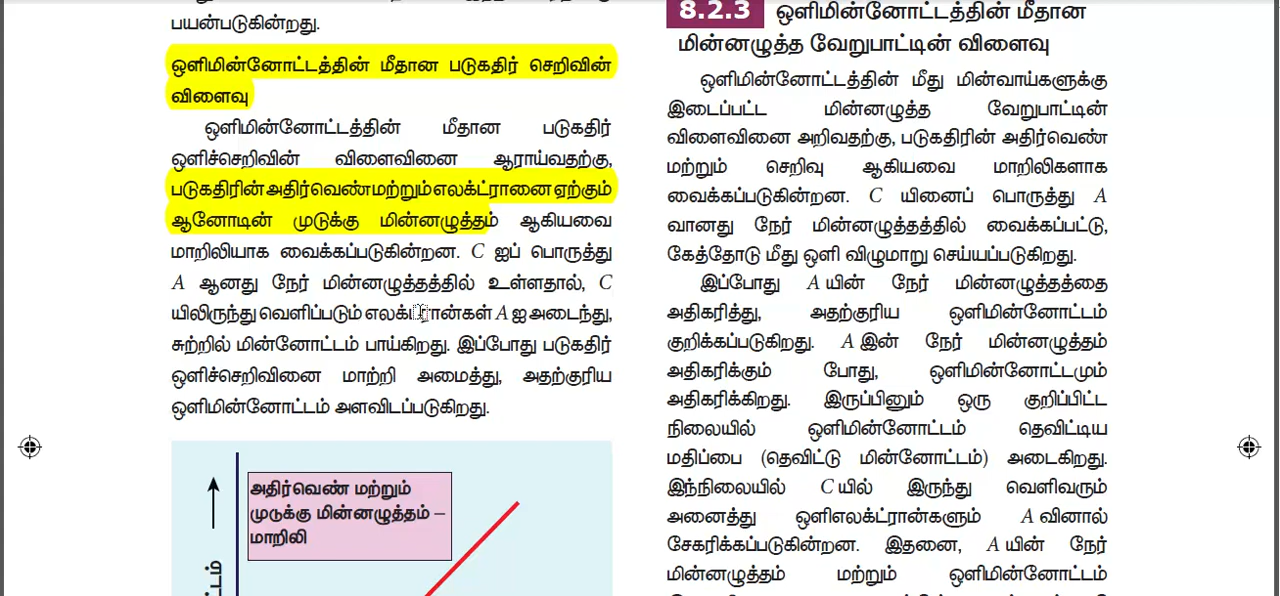 பயன்படுகின்றது.
ஒளிமின்னோட்டத்தின் மீதான படுகதிர் செறிவின்
விளைவு
ஒளிமின்னோட்டத்தின் மீதான படுகதிர்
ஒளிச்செறிவின் விளைவினை ஆராய்வதற்கு,
படுகதிரின் அதிர்வெண் மற்றும் எலக்ட்ரானை ஏற்கும்
ஆனோடின் முடுக்கு மின்னழுத்தம் ஆகியவை
மாறிலியாக வைக்கப்படுகின்றன. C ஐப் பொருத்து
A ஆனது நேர் மின்னழுத்தத்தில் உள்ளதால், C
யிலிருந்து வெளிப்படும் எலக்ட்ரான்கள் A ஐ அடைந்து,
சுற்றில் மின்னோட்டம் பாய்கிறது. இப்போது படுகதிர்
ஒளிச்செறிவினை மாற்றி அமைத்து, அதற்குரிய
ஒளிமின்னோட்டம் அளவிடப்படுகிறது.
அதிர்வெண் மற்றும்
முடுக்கு மின்னழுத்தம் –
மாறிலி
8.2.3 ஒளிமின்னோட்டத்தின் மீதான
மின்னழுத்த வேறுபாட்டின் விளைவு
ஒளிமின்னோட்டத்தின் மீது மின்வாய்களுக்கு
இடைப்பட்ட மின்னழுத்த வேறுபாட்டின்
விளைவினை அறிவதற்கு, படுகதிரின் அதிர்வெண்
மற்றும் செறிவு ஆகியவை மாறிலிகளாக
வைக்கப்படுகின்றன. C யினைப் பொருத்து A
வானது நேர் மின்னழுத்தத்தில் வைக்கப்பட்டு,
கேத்தோடு மீது ஒளி விழுமாறு செய்யப்படுகிறது.
இப்போது A யின் நேர் மின்னழுத்தத்தை
அதிகரித்து, அதற்குரிய ஒளிமின்னோட்டம்
குறிக்கப்படுகிறது. A இன் நேர் மின்னழுத்தம்
அதிகரிக்கும் போது, ஒளிமின்னோட்டமும்
அதிகரிக்கிறது. இருப்பினும் ஒரு குறிப்பிட்ட
நிலையில் ஒளிமின்னோட்டம் தெவிட்டிய
மதிப்பை (தெவிட்டு மின்னோட்டம்) அடைகிறது.
இந்நிலையில் C யில் இருந்து வெளிவரும்
அனைத்து ஒளிஎலக்ட்ரான்களும் A வினால்
சேகரிக்கப்படுகின்றன. இதனை, A யின் நேர்
மின்னழுத்தம் மற்றும் ஒளிமின்னோட்டம்